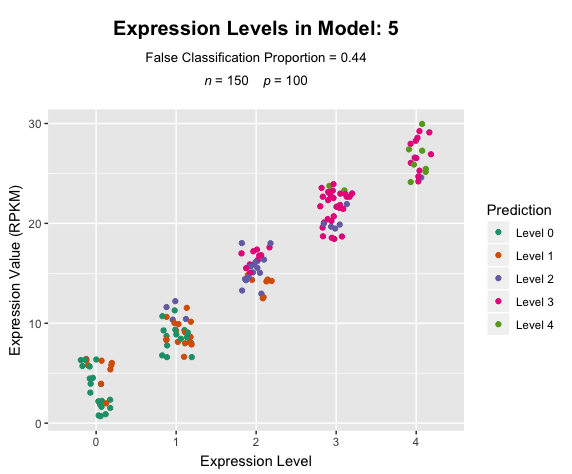 Expression Levels in Model: 5
False Classification Proportion = 0.44
n = 150 p = 100
30
20
10
0
Expression Value (RPKM)
0 1 2 3 4
Expression Level
Prediction
Level 0
Level 1
Level 2
Level 3
Level 4